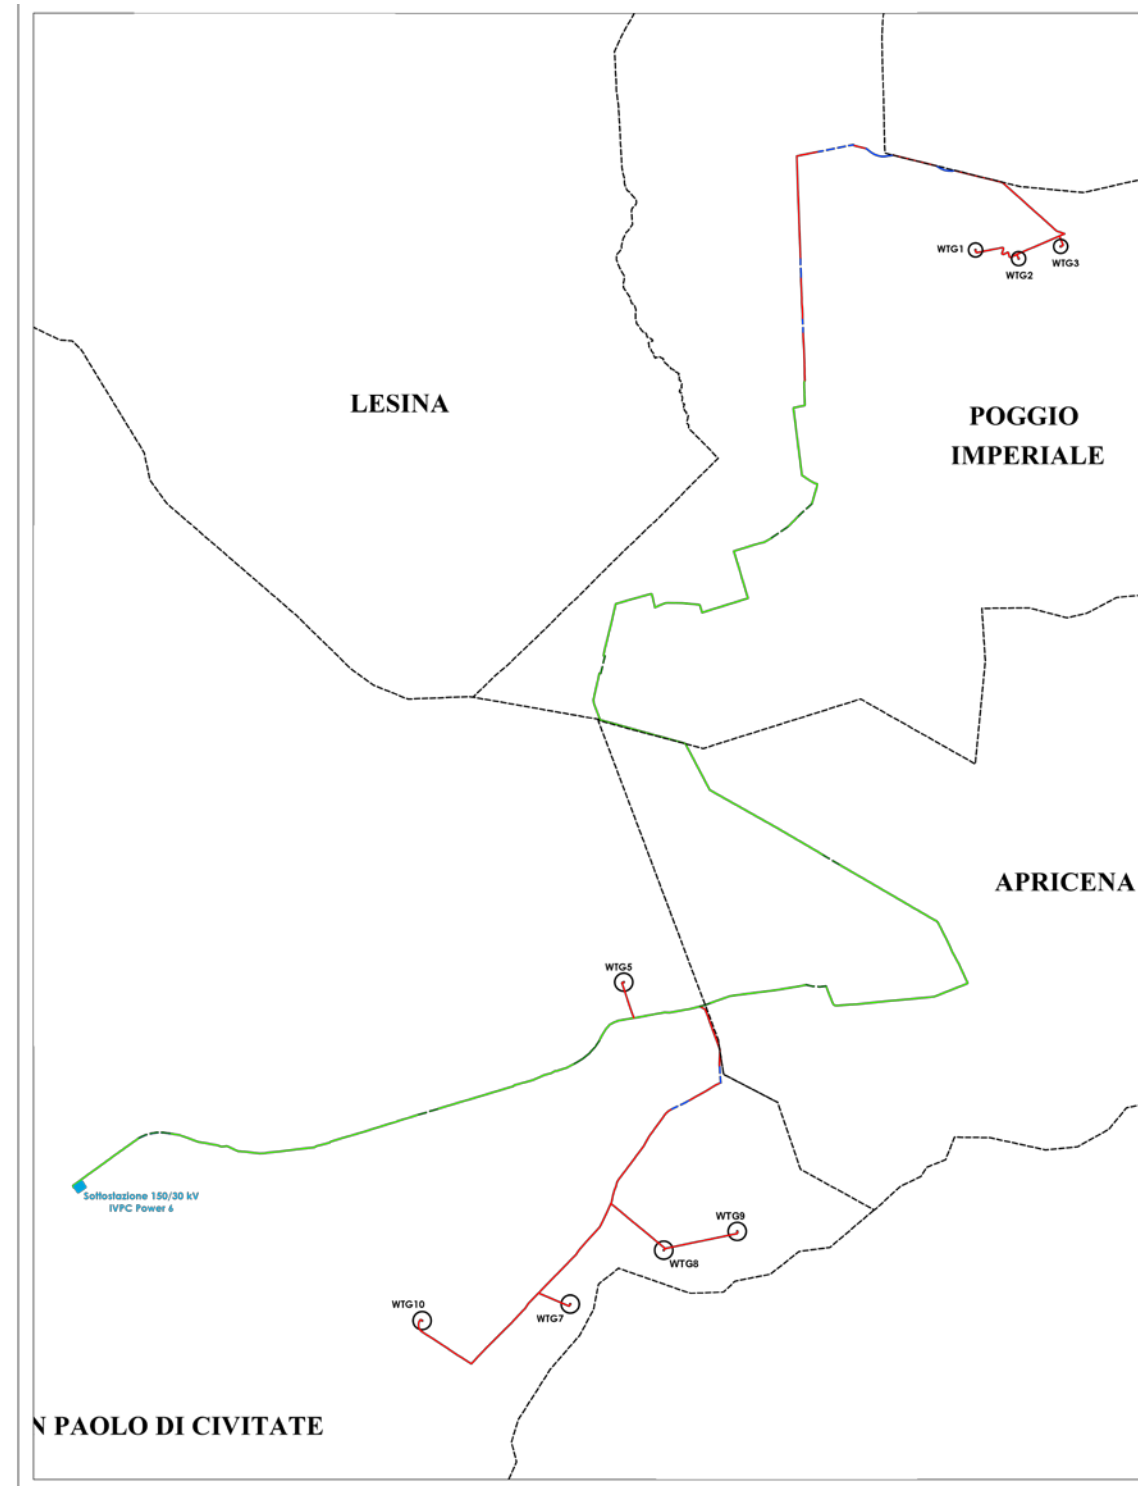 WTG1
WTG2
WTG3
LESINA
POGGIO
IMPERIALE
APRICENA
WTG5
Sottostazione 150/30 kV
IVPC Power 6
WTG9
WTG8
WTG7
WTG10
N PAOLO DI CIVITATE